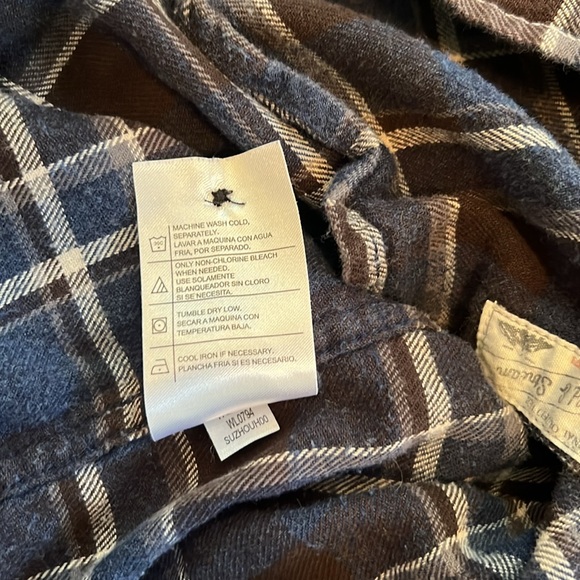 MACHINE WASH COLD,
SEPARATELY.
LAVAR A MAQUINA CON AGUA
FRIA, POR SEPARADO.
ONLY NON-CHLORINE BLEACH
WHEN NEEDED.
USE SOLAMENTE
BLANQUEADOR SIN CLORO
SI SE NECESITA.
TUMBLE DRY LOW.
SECAR A MAQUINA CON
TEMPERATURA BAJA.
COOL IRON IF NECESSARY.
PLANCHA FRIA SI ES NECESARIO.
WL0794
SUZHOUH00
Stream